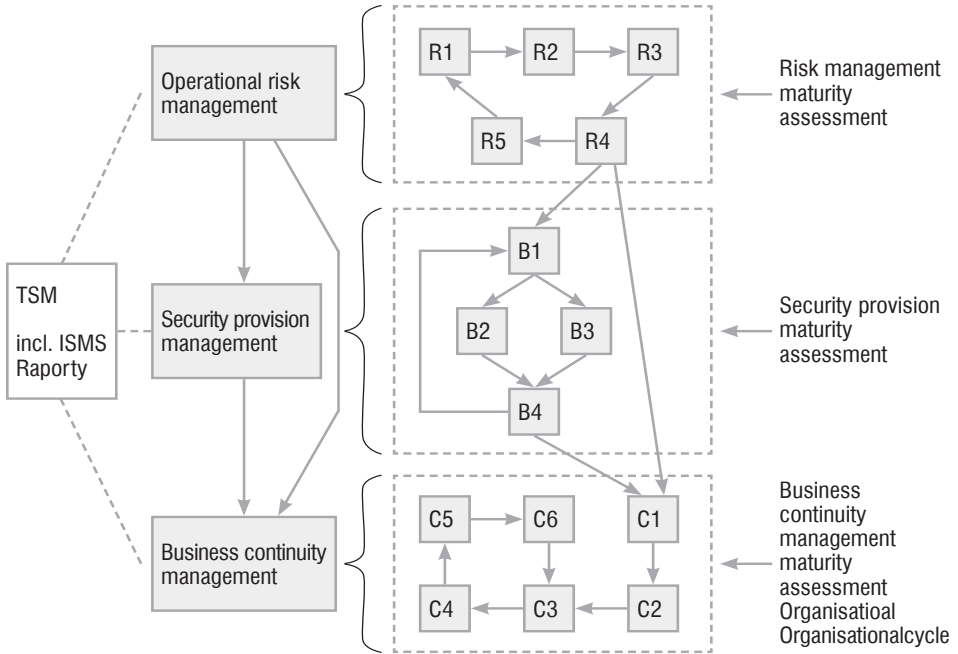 TSM
incl. ISMS
Raporty
Operational risk
management
Security provision
management
Business continuity
management
R1
R2
R3
R5
R4
B1
B2
B3
B4
C5
C6
C1
C4
C3
C2
Risk management
maturity
assessment
Security provision
maturity
assessment
Business
continuity
management
maturity
assessment
Organisatioal
Organisationalcycle